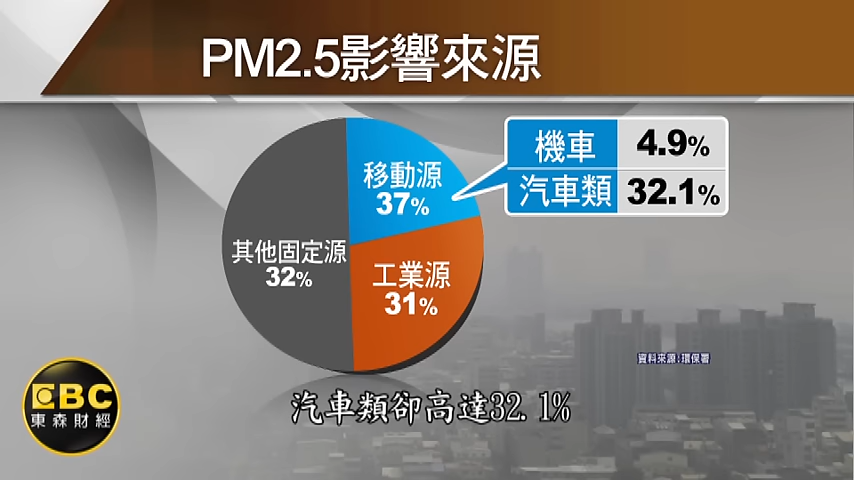 PM2.5影響來源
移動源
37%
機車 4.9%
汽車類 32.1%
其他固定源
32%
工業源
31%
資料來源:環保署
EBC
東森財經
汽車類卻高達32.1%